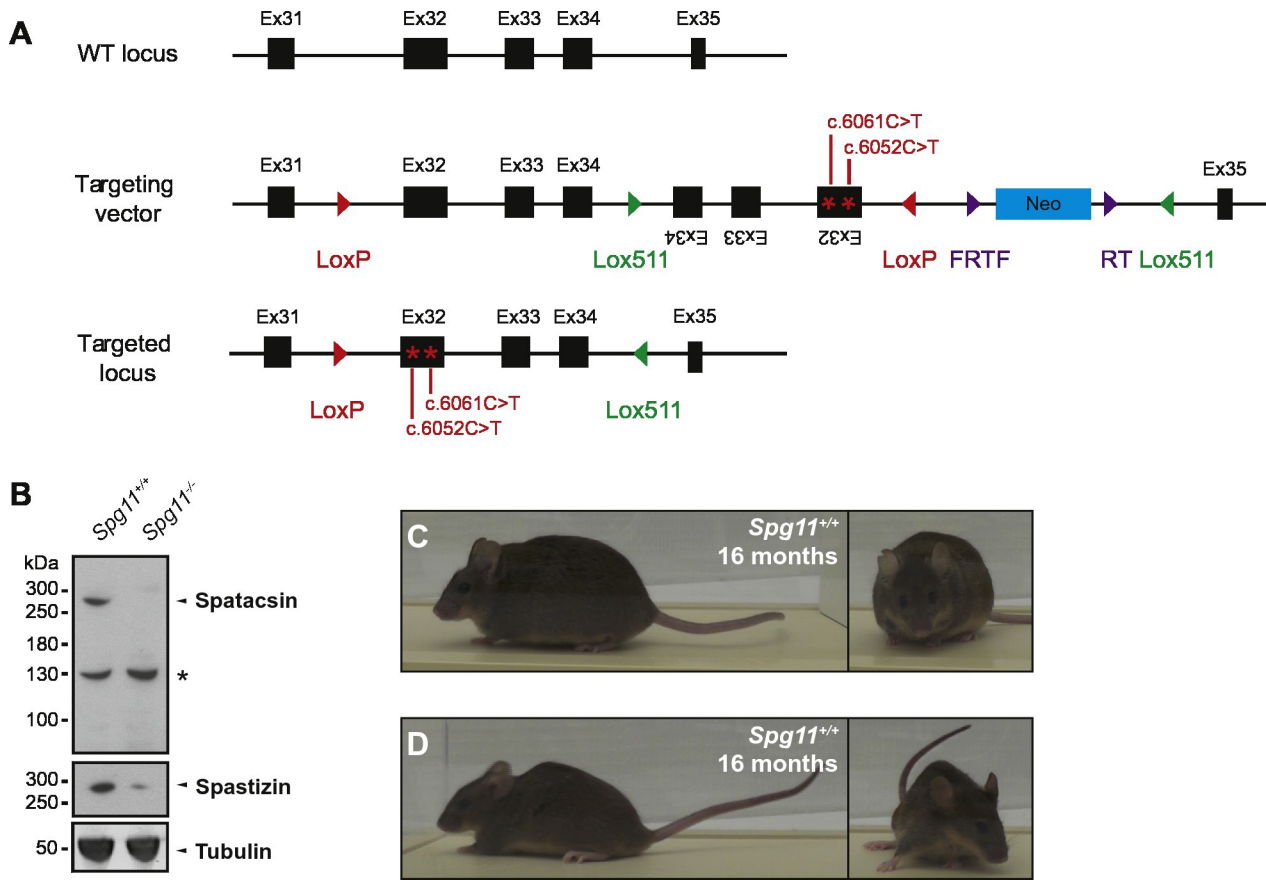 A
WT locus
Ex31 Ex32 Ex33 Ex34 Ex35
Targeting vector
c.6061C>T
c.6052C>T
Ex31 Ex32 Ex33 Ex34 Ex35
Ex34 Ex33 Ex32
* *
Neo
LoxP Lox511 LoxP FRTF RT Lox511
Targeted locus
Ex31 Ex32 Ex33 Ex34 Ex35
* *
c.6061C>T
c.6052C>T
LoxP Lox511
B
Spg11+/+ Spg11-/-
kDa
300
250
180
130
100
Spatacsin
*
300
250
Spastizin
50
Tubulin
C
Spg11+/+
16 months
D
Spg11+/+
16 months